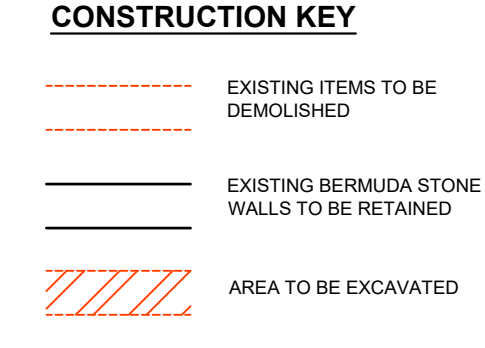 CONSTRUCTION KEY
EXISTING ITEMS TO BE
DEMOLISHED
EXISTING BERMUDA STONE
WALLS TO BE RETAINED
AREA TO BE EXCAVATED